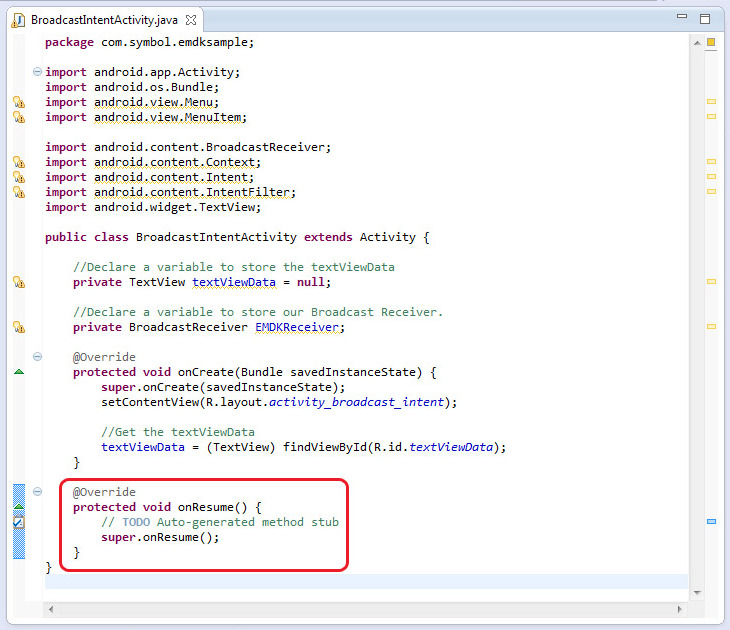 BroadcastIntentActivity.java
package com.symbol.emdksample;
import android.app.Activity;
import android.os.Bundle;
import android.view.Menu;
import android.view.MenuItem;
import android.content.BroadcastReceiver;
import android.content.Context;
import android.content.Intent;
import android.content.IntentFilter;
import android.widget.TextView;
public class BroadcastIntentActivity extends Activity {
//Declare a variable to store the textViewData
private TextView textViewData = null;
//Declare a variable to store our Broadcast Receiver.
private BroadcastReceiver EMDKReceiver;
@Override
protected void onCreate(Bundle savedInstanceState) {
super.onCreate(savedInstanceState);
setContentView(R.layout.activity_broadcast_intent);
//Get the textViewData
textViewData = (TextView) findViewById(R.id.textViewData);
}
@Override
protected void onResume() {
// TODO Auto-generated method stub
super.onResume();
}
}